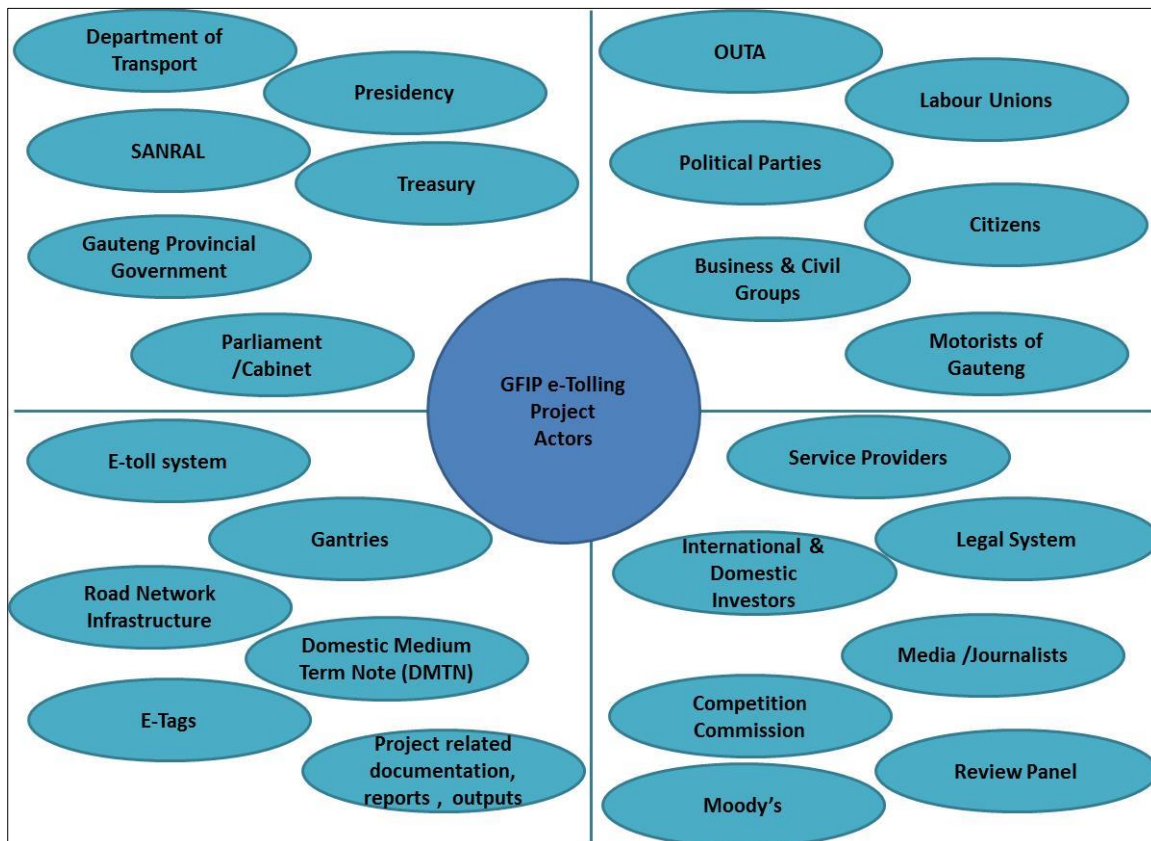 Department of
Transport
Presidency
SANRAL
Treasury
Gauteng Provincial
Government
Parliament
/Cabinet
OUTA
Labour Unions
Political Parties
Citizens
Business & Civil
Groups
Motorists of
Gauteng
GFIP e-Tolling
Project
Actors
E-toll system
Gantries
Road Network
Infrastructure
Domestic Medium
Term Note (DMTN)
E-Tags
Project related
documentation,
reports , outputs
Service Providers
Legal System
International &
Domestic
Investors
Media /Journalists
Competition
Commission
Review Panel
Moody's